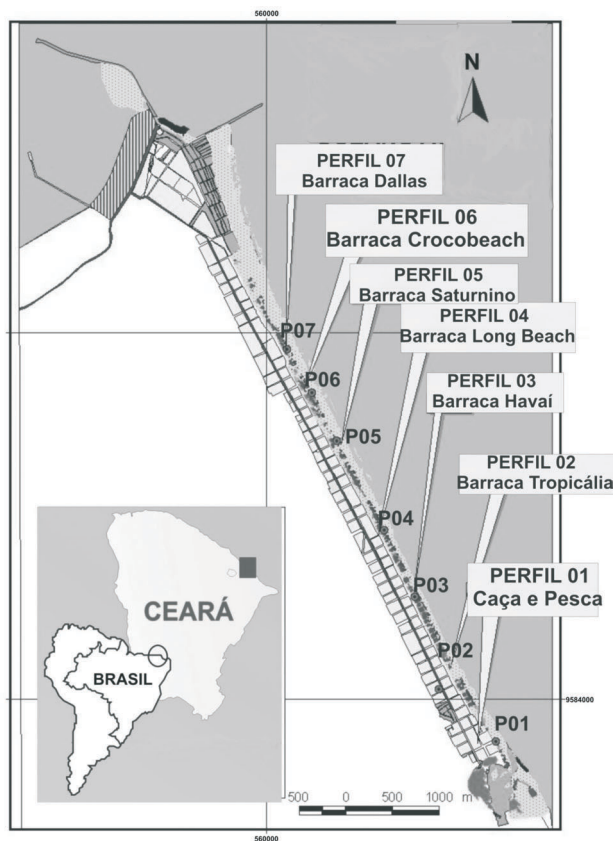 560000
N
PERFIL 07
Barraca Dallas
PERFIL 06
Barraca Crocobeach
PERFIL 05
Barraca Saturnino
PERFIL 04
Barraca Long Beach
P07
PERFIL 03
Barraca Havaí
P06
P05
PERFIL 02
Barraca Tropicália
P04
P03
PERFIL 01
Caça e Pesca
CEARÁ
P02
BRASIL
9584000
P01
500 0 1000 m
560000